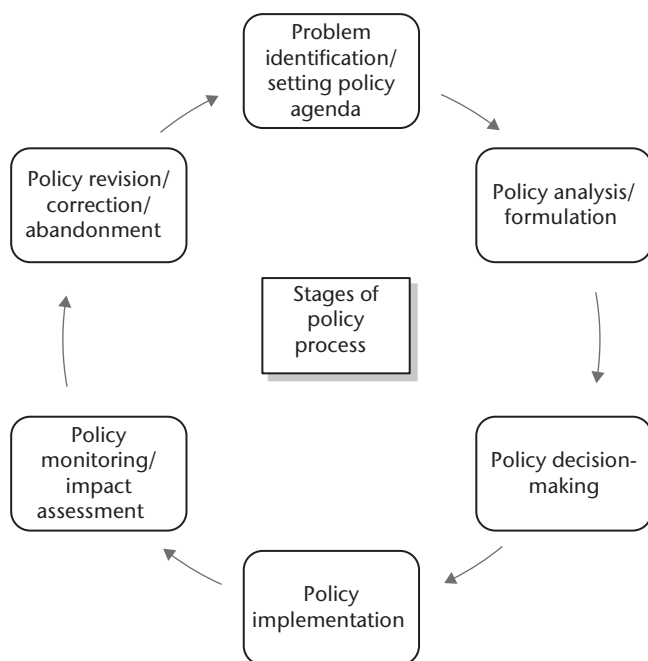 Problem
identification/
setting policy
agenda
Policy analysis/
formulation
Policy decision-
making
Policy
implementation
Policy
monitoring/
impact
assessment
Policy revision/
correction/
abandonment
Stages of
policy
process